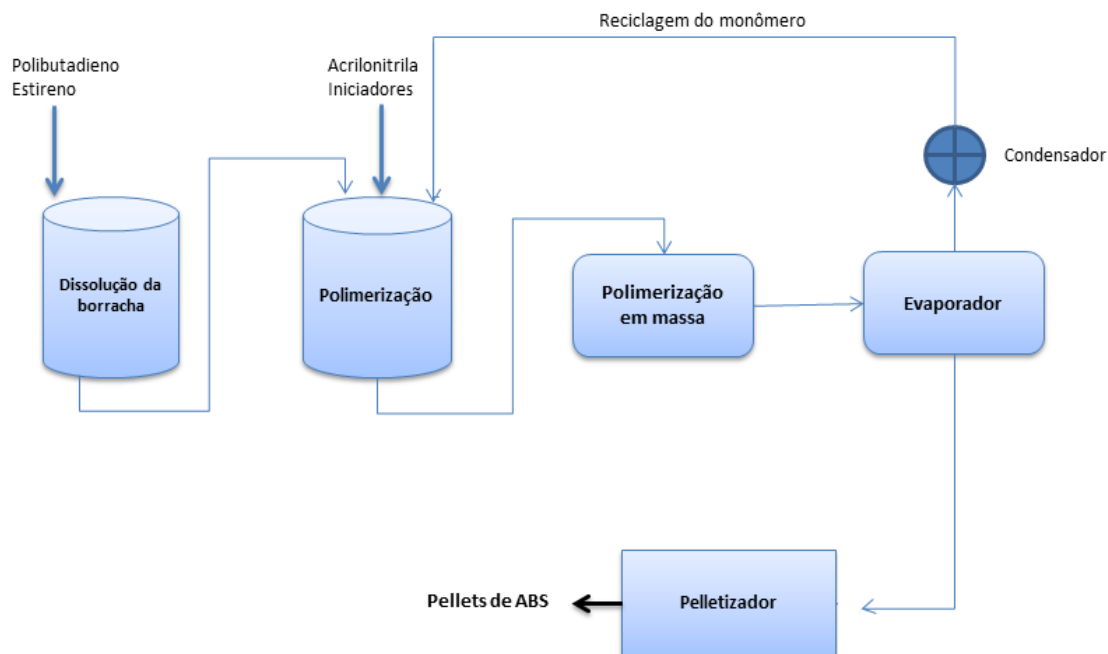 Reciclagem do monômero
Polibutadieno
Estireno
Acrilonitrila
Iniciadores
Condensador
Dissolução da
borracha
Polimerização
Polimerização
em massa
Evaporador
Pellets de ABS
Pelletizador